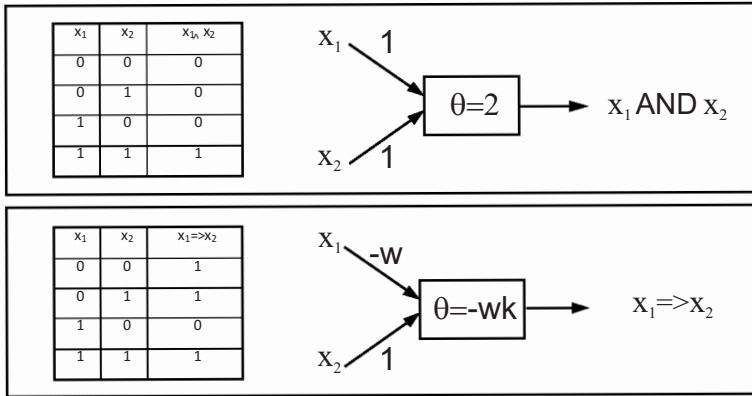 x₁ x₂ x₁∧ x₂
0 0 0
0 1 0
1 0 0
1 1 1
x₁ 1
θ=2
x₁ AND x₂
x₂ 1
x₁ x₂ x₁=>x₂
0 0 1
0 1 1
1 0 0
1 1 1
x₁ -w
θ=-wk
x₁=>x₂
x₂ 1